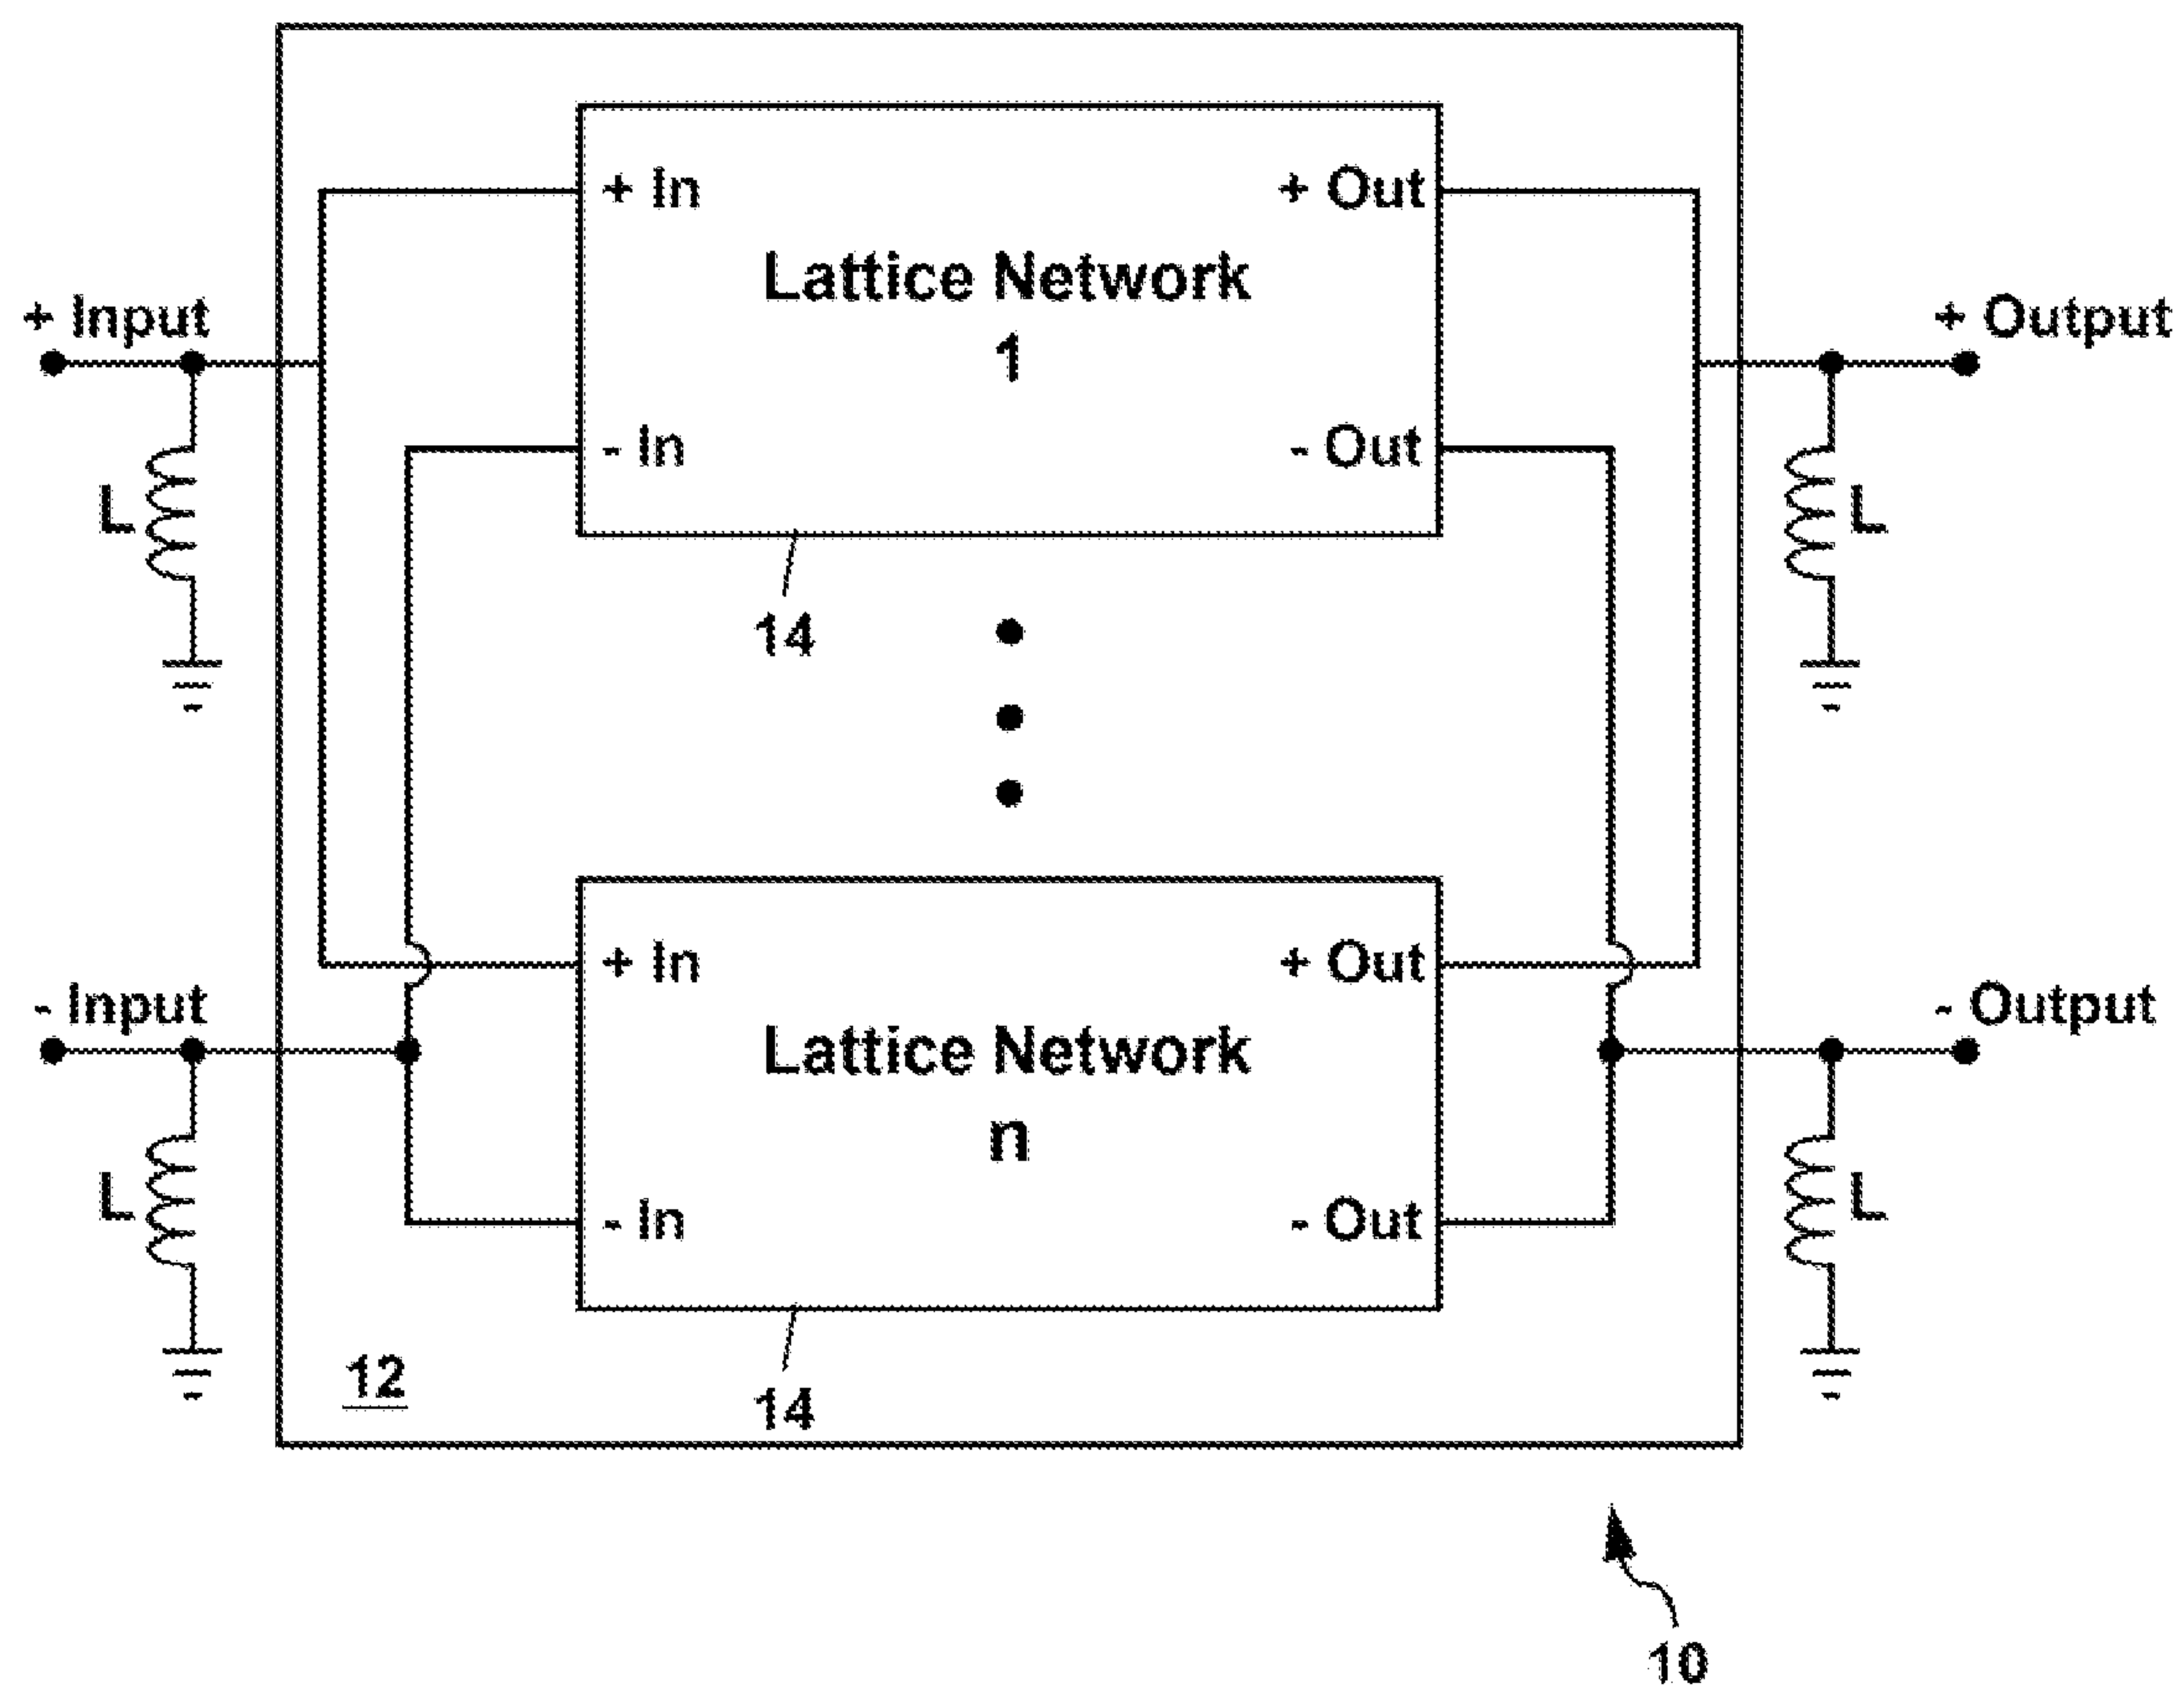 + In
+ Out
Lattice Network
1
+ Input
+ Output
- In
- Out
L
L
14
+ In
+ Out
- Input
- Output
Lattice Network
n
L
L
- In
- Out
12
14
10